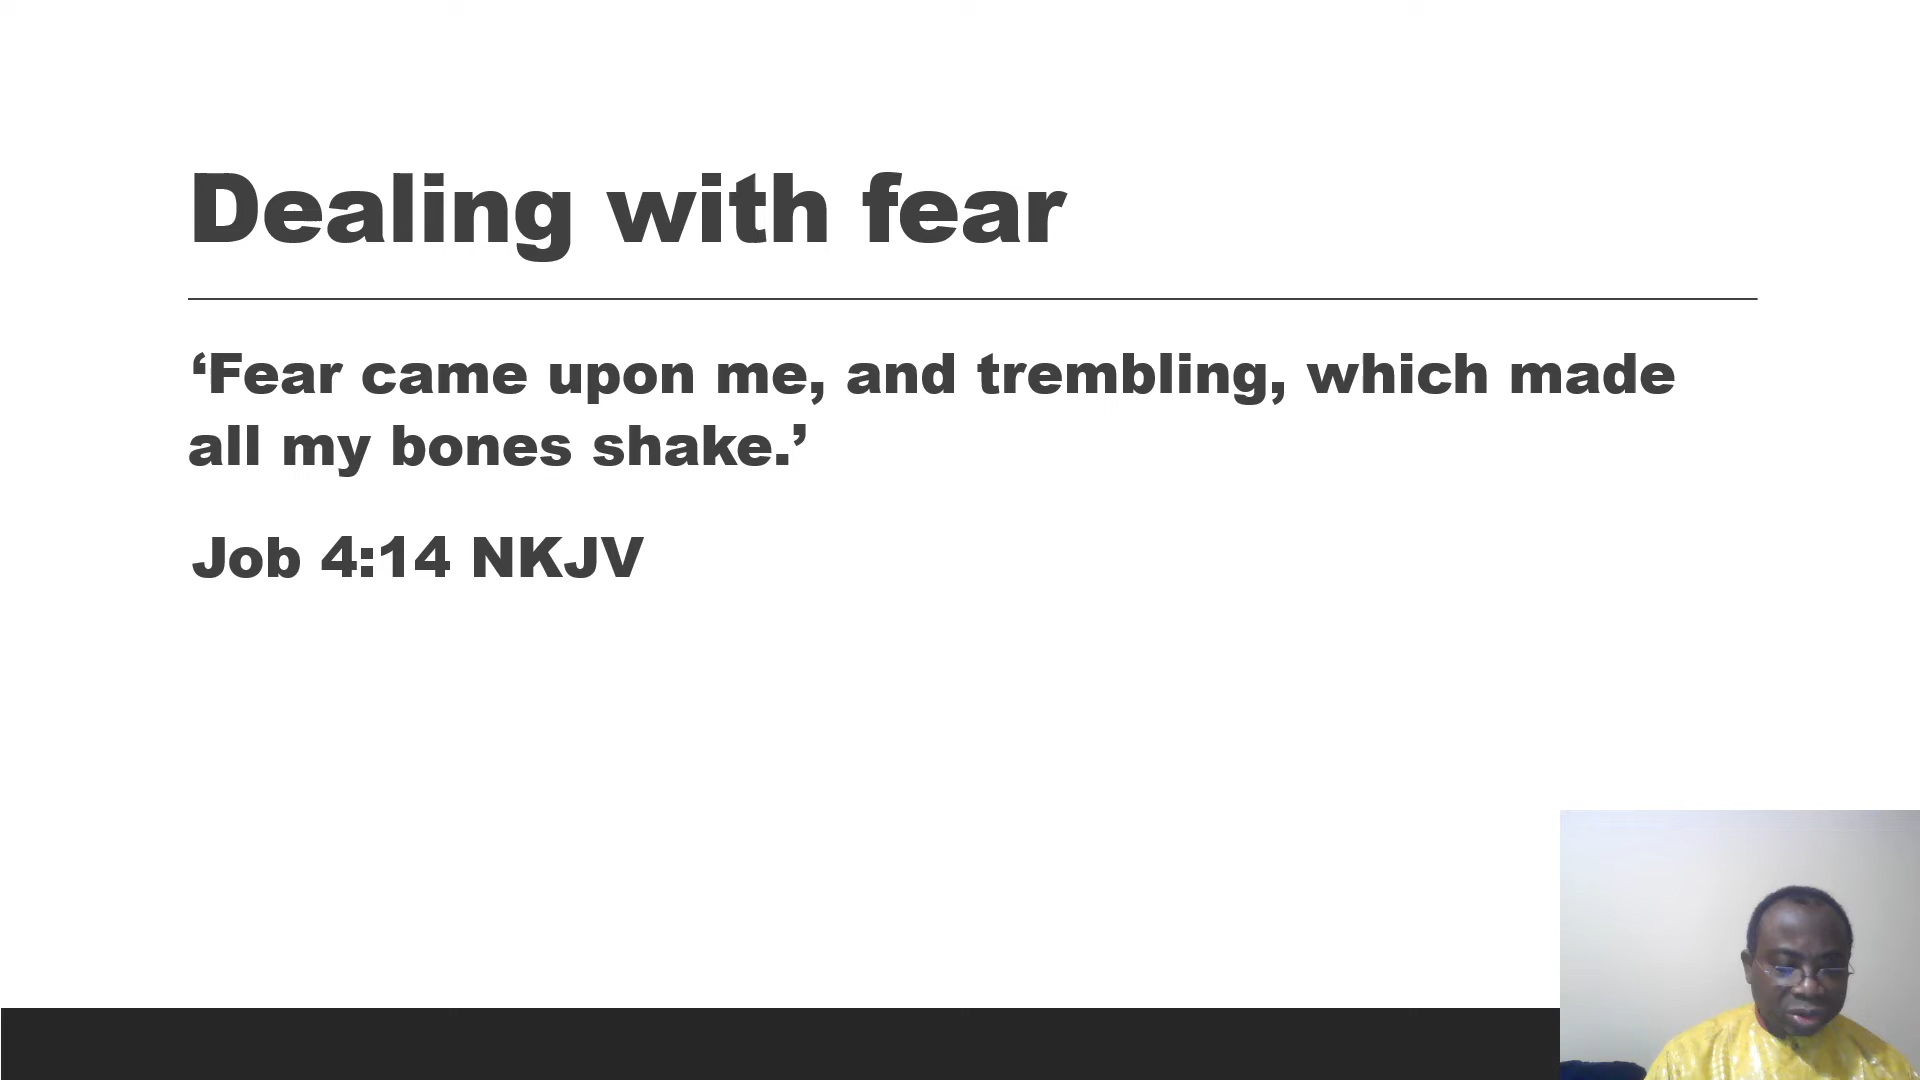 Dealing with fear
‘Fear came upon me, and trembling, which made
all my bones shake.’
Job 4:14 NKJV